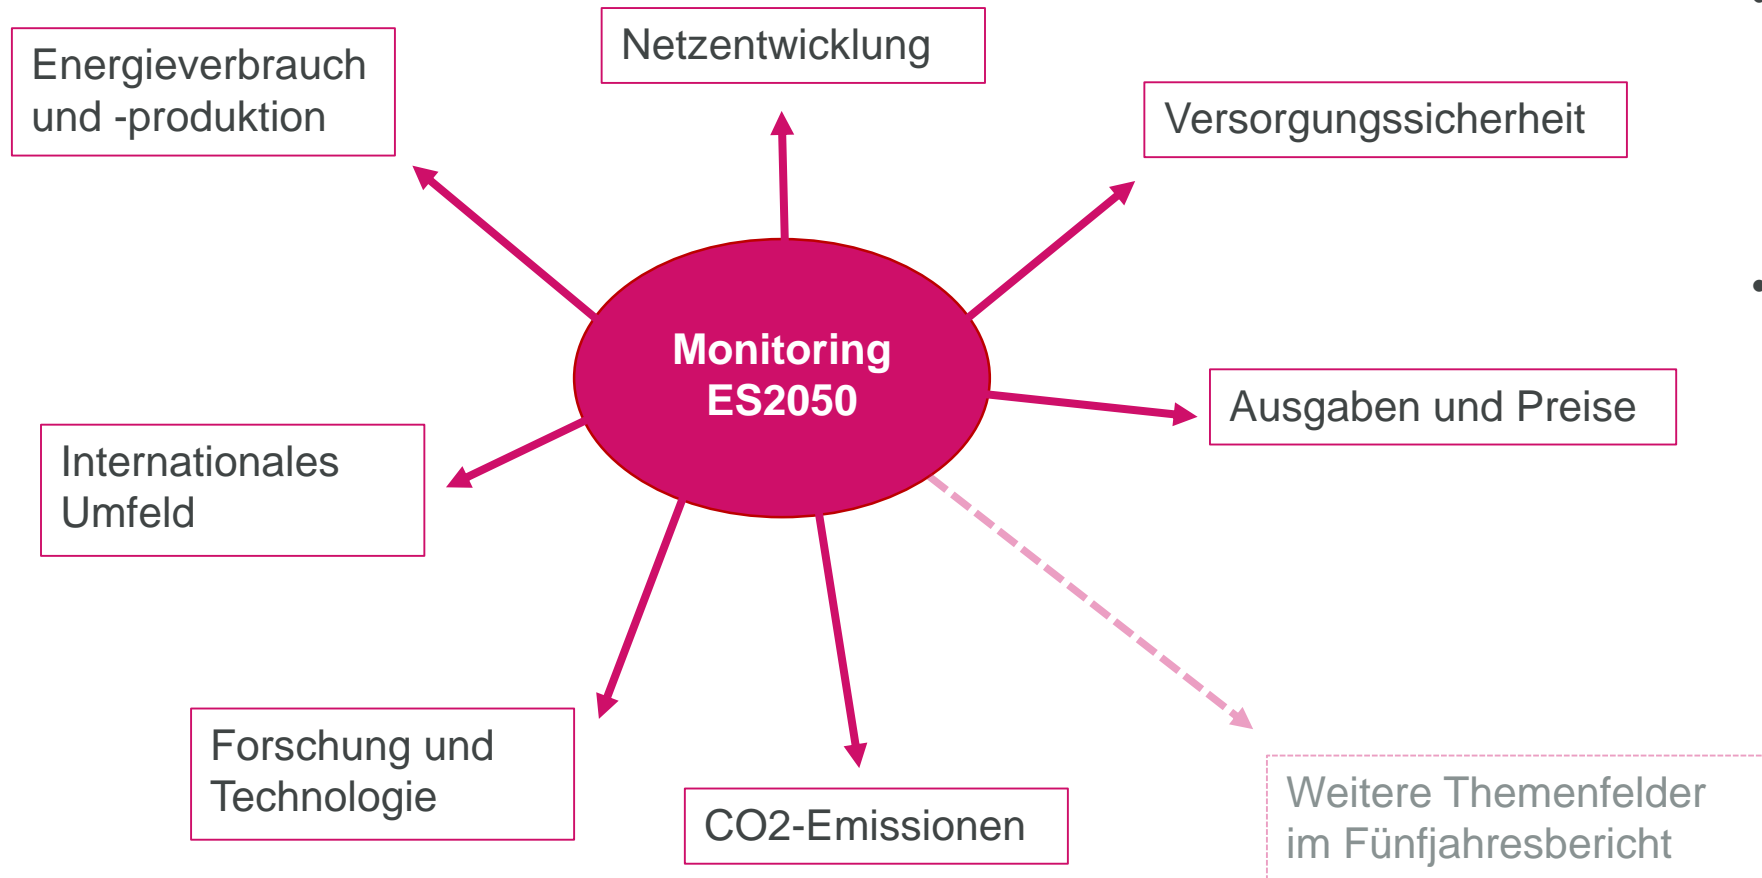 Energieverbrauch
und -produktion
Netzentwicklung
Versorgungssicherheit
Monitoring
ES2050
Ausgaben und Preise
Internationales
Umfeld
Forschung und
Technologie
CO2-Emissionen
Weitere Themenfelder
im Fünfjahresbericht